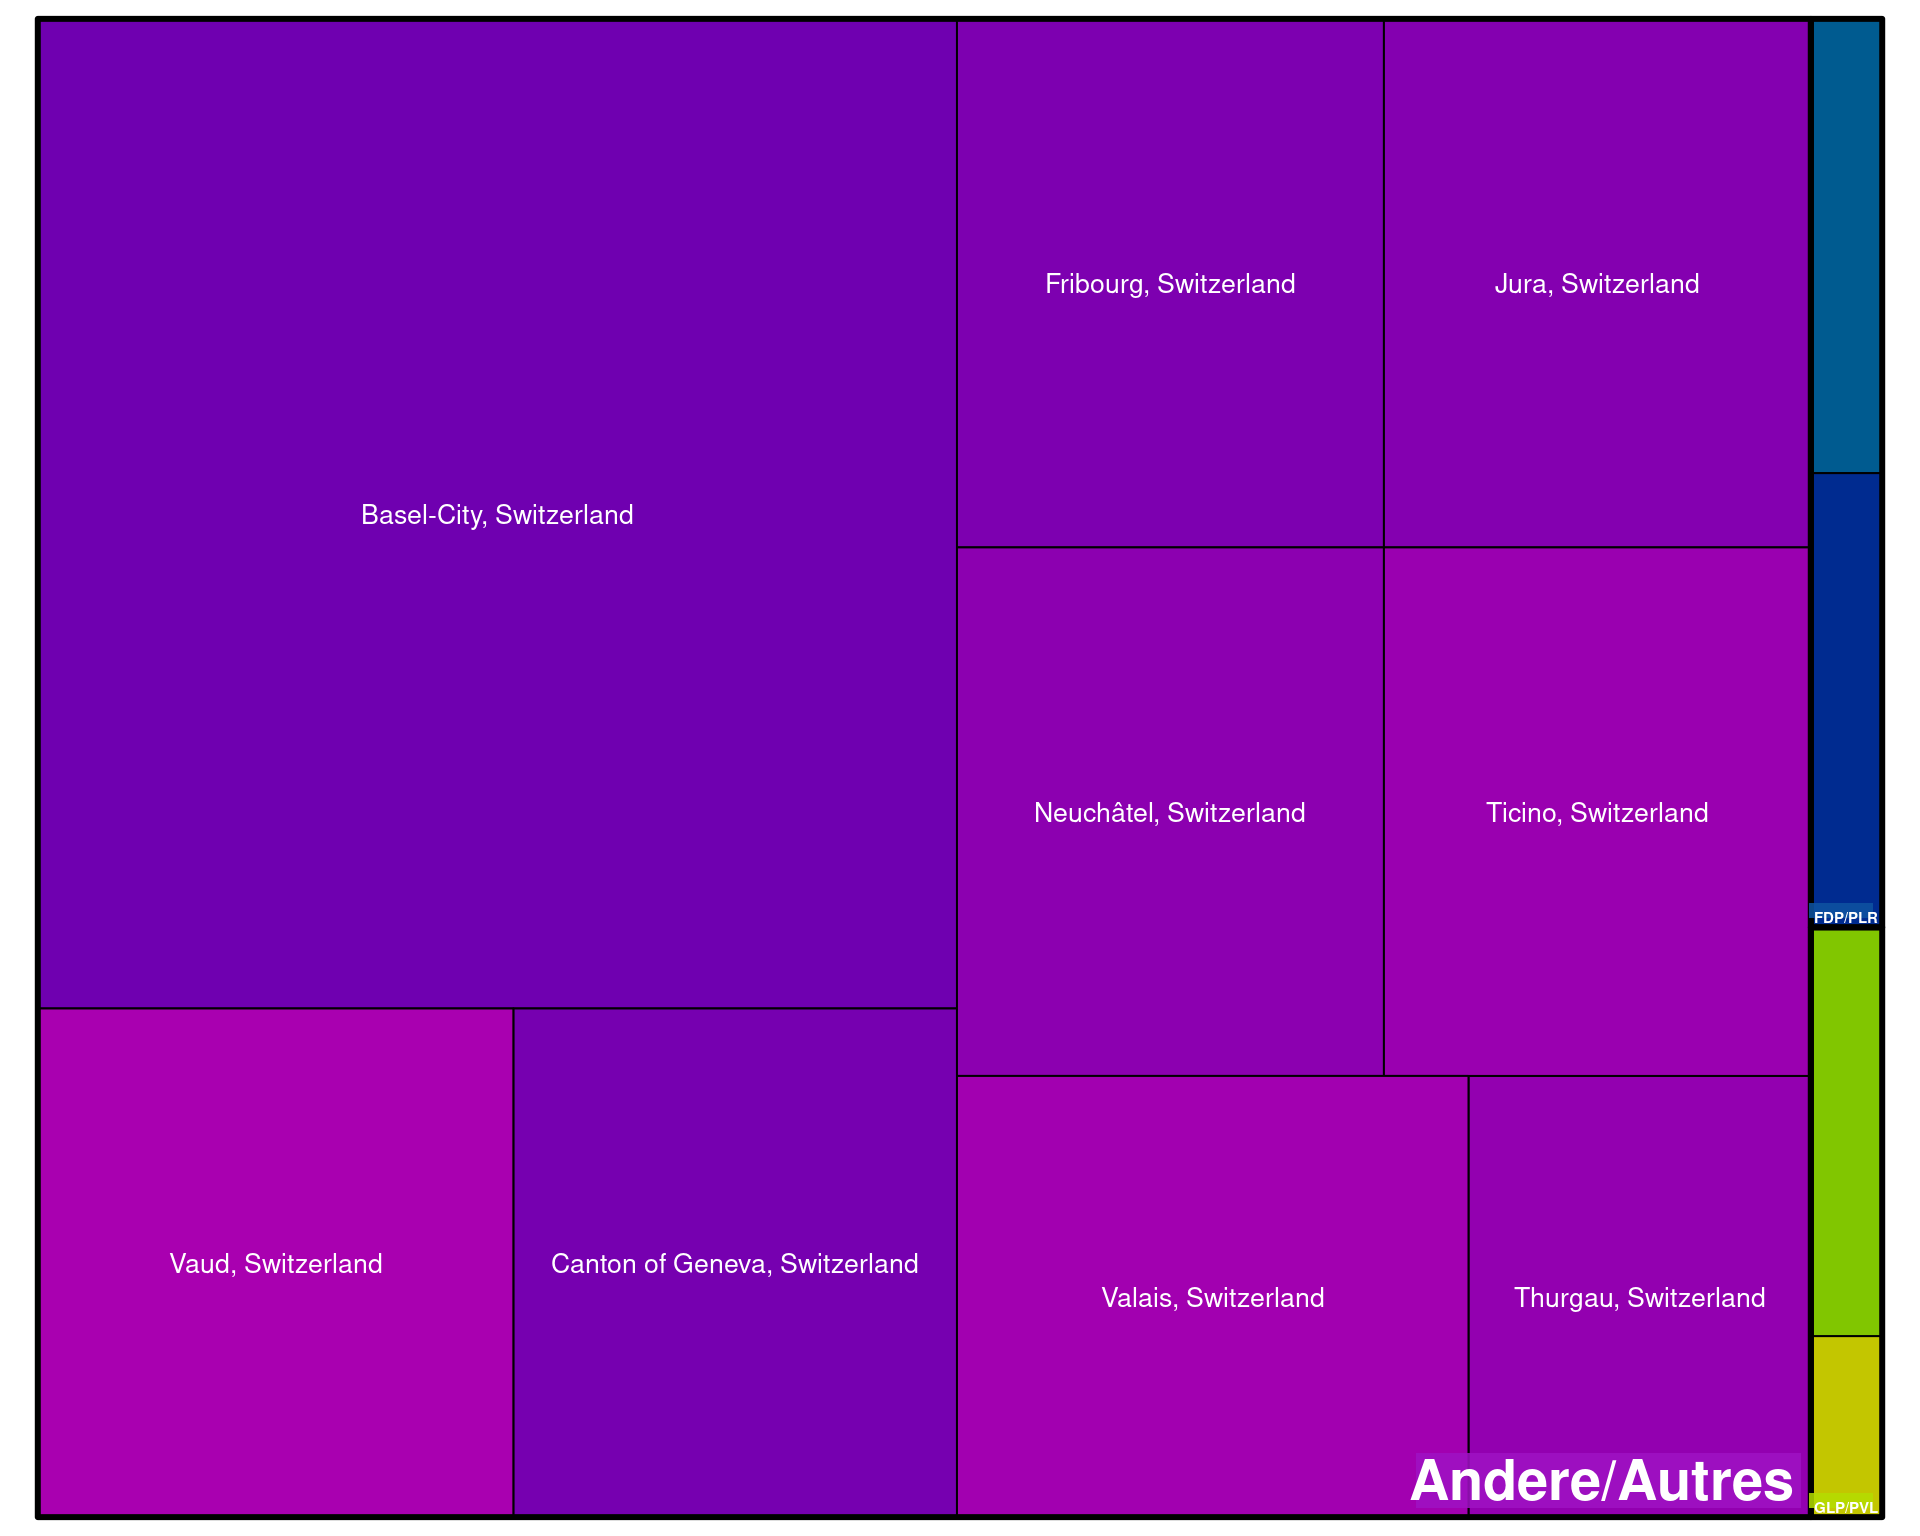 Fribourg, Switzerland
Jura, Switzerland
Basel-City, Switzerland
Neuchâtel, Switzerland
Ticino, Switzerland
FDP/PLR
Vaud, Switzerland
Canton of Geneva, Switzerland
Valais, Switzerland
Thurgau, Switzerland
Andere/Autres
GLP/PVL